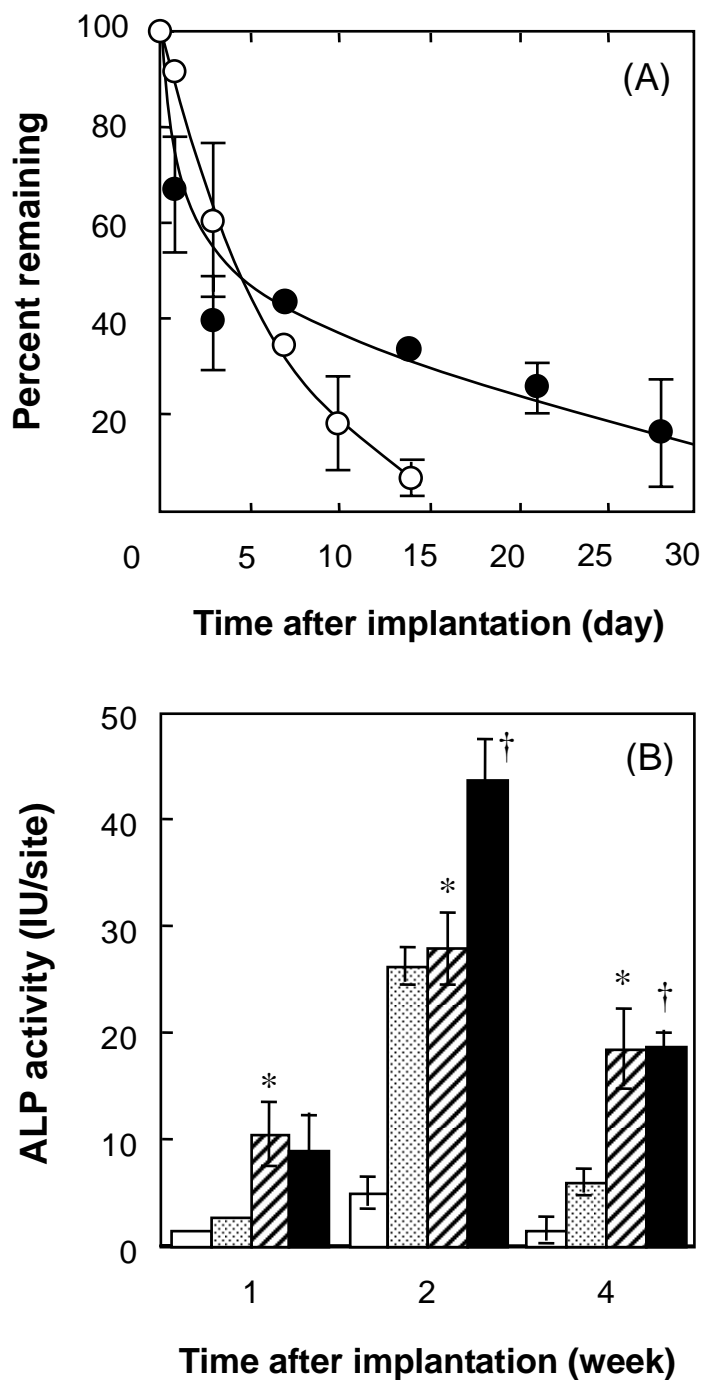 100
(A)
80
60
40
20
0 5 10 15 20 25 30
Percent remaining
Time after implantation (day)
50
(B)
†
40
*
30
*
†
20
*
10
0
1 2 4
ALP activity (IU/site)
Time after implantation (week)